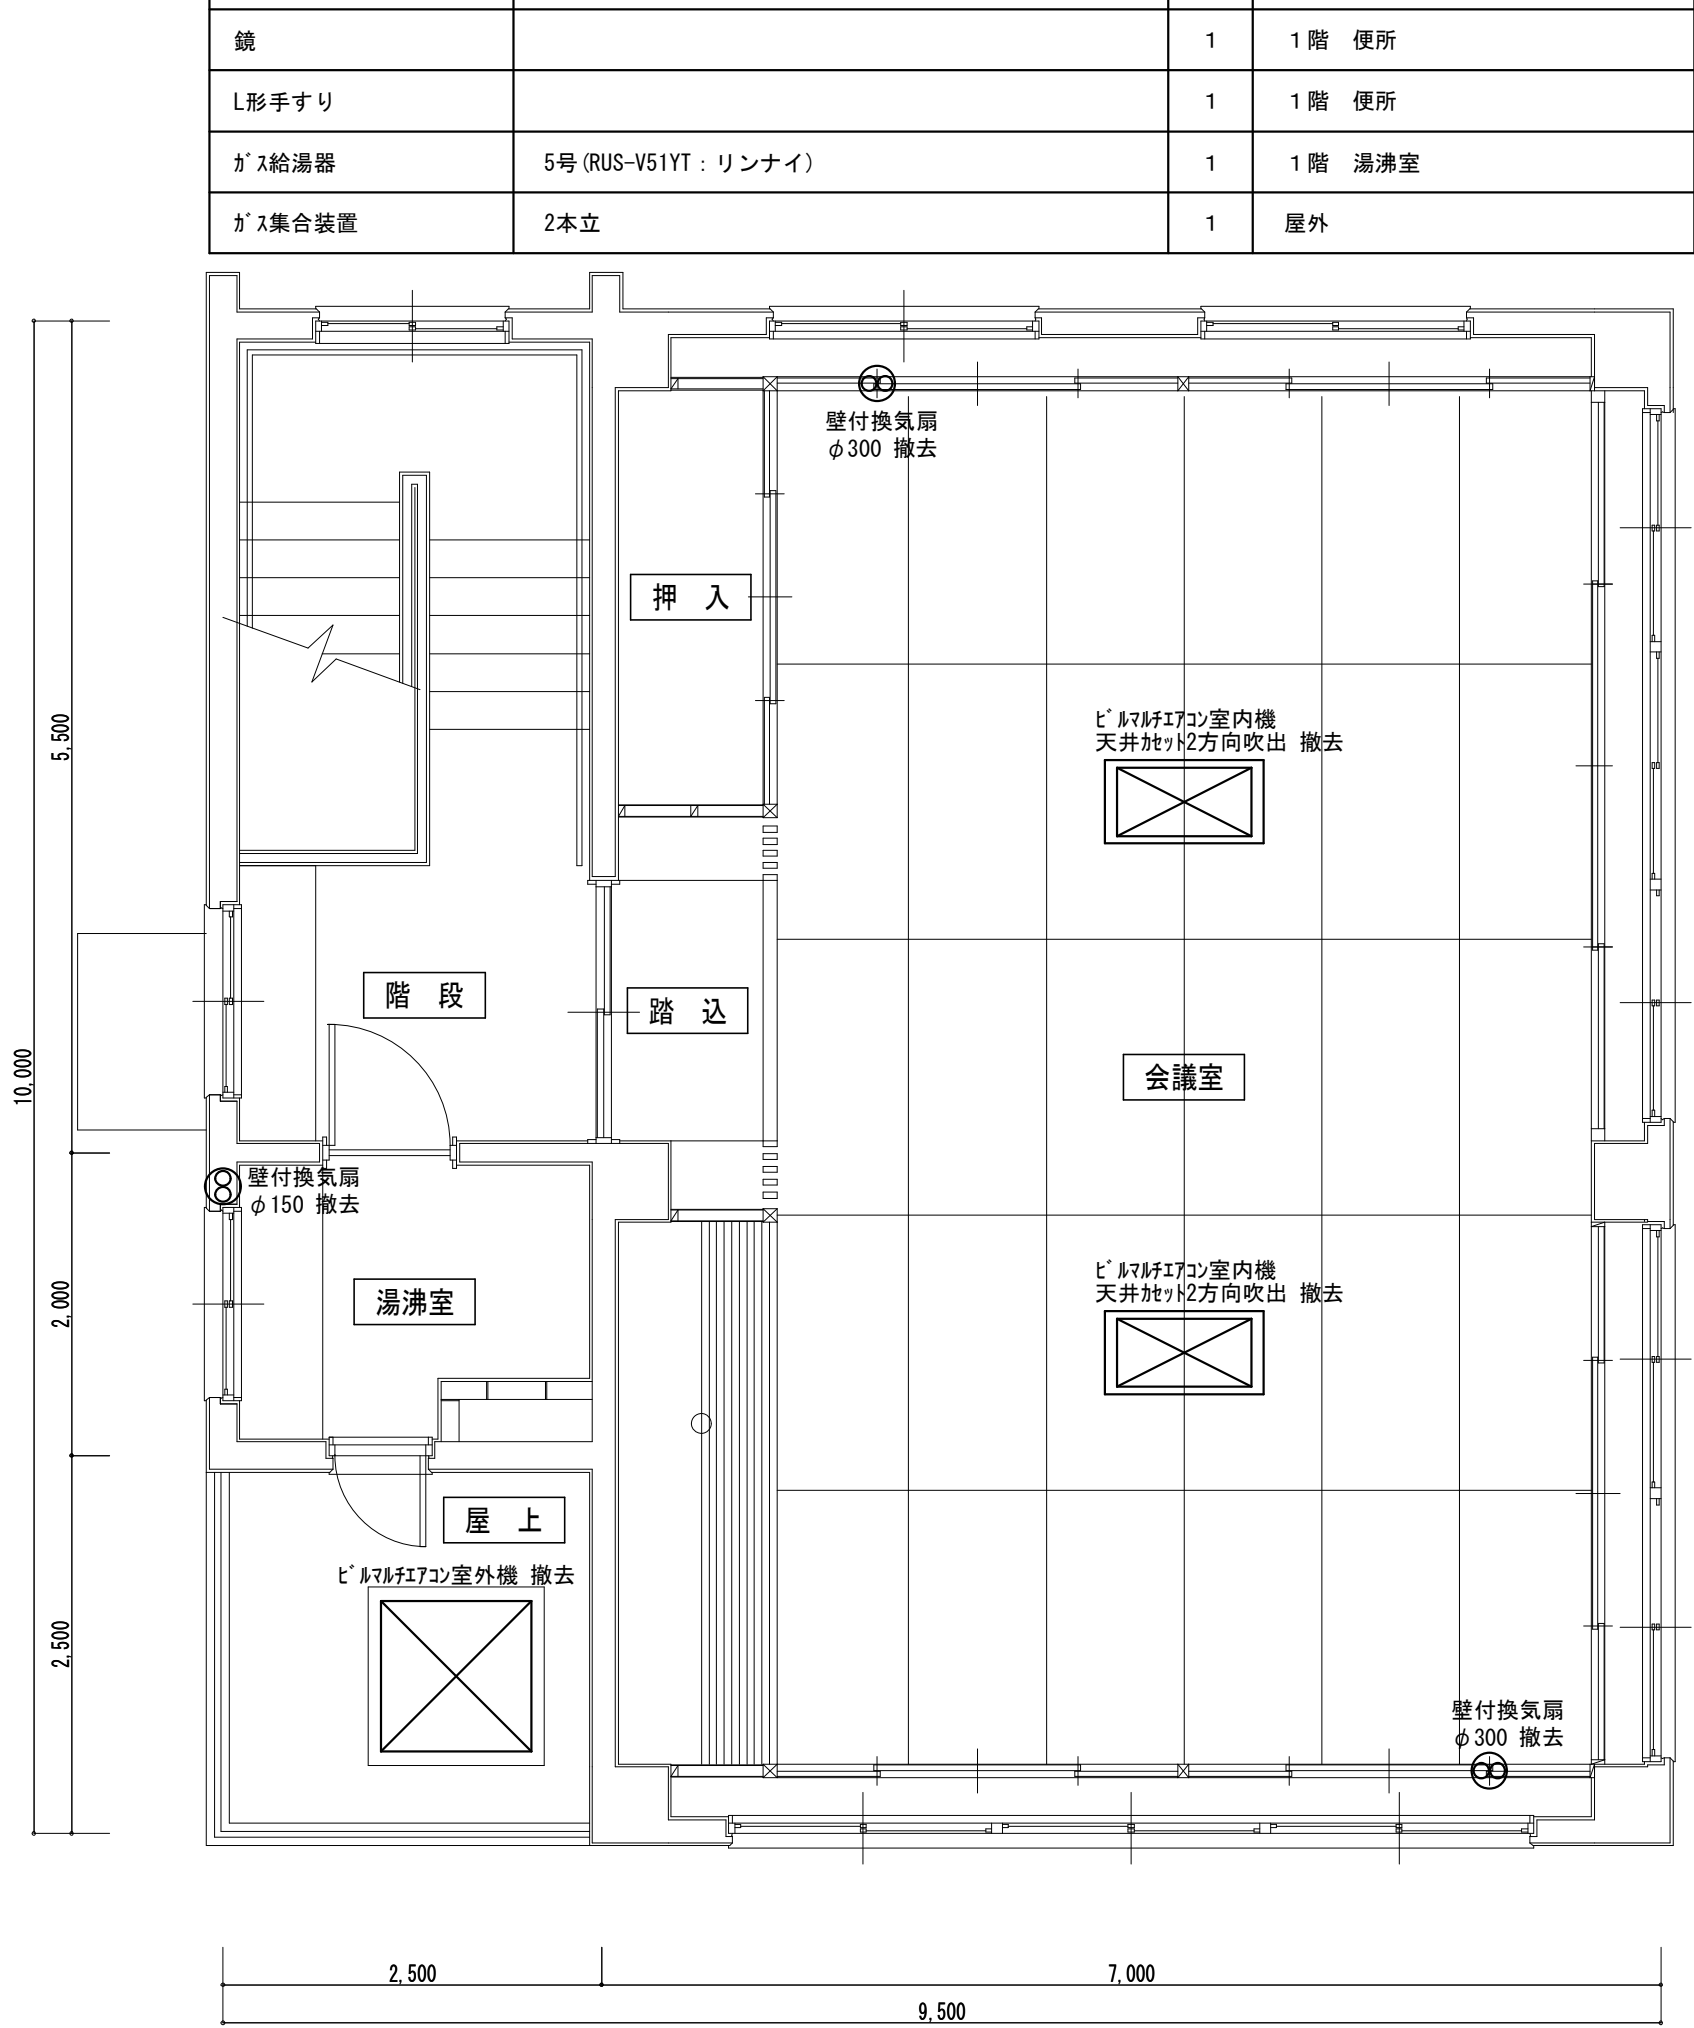 鏡 1 1階 便所
L形手すり 1 1階 便所
ｶﾞｽ給湯器 5号(RUS-V51YT：リンナイ) 1 1階 湯沸室
ｶﾞｽ集合装置 2本立 1 屋外
壁付換気扇
φ300 撤去
押 入
ﾋﾞﾙﾏﾙﾁｴｱｺﾝ室内機
天井ｶｾｯﾄ2方向吹出 撤去
5,500
階 段
踏 込
会議室
10,000
壁付換気扇
φ150 撤去
湯沸室
2,000
ﾋﾞﾙﾏﾙﾁｴｱｺﾝ室内機
天井ｶｾｯﾄ2方向吹出 撤去
屋 上
ﾋﾞﾙﾏﾙﾁｴｱｺﾝ室外機 撤去
2,500
壁付換気扇
φ300 撤去
2,500
7,000
9,500